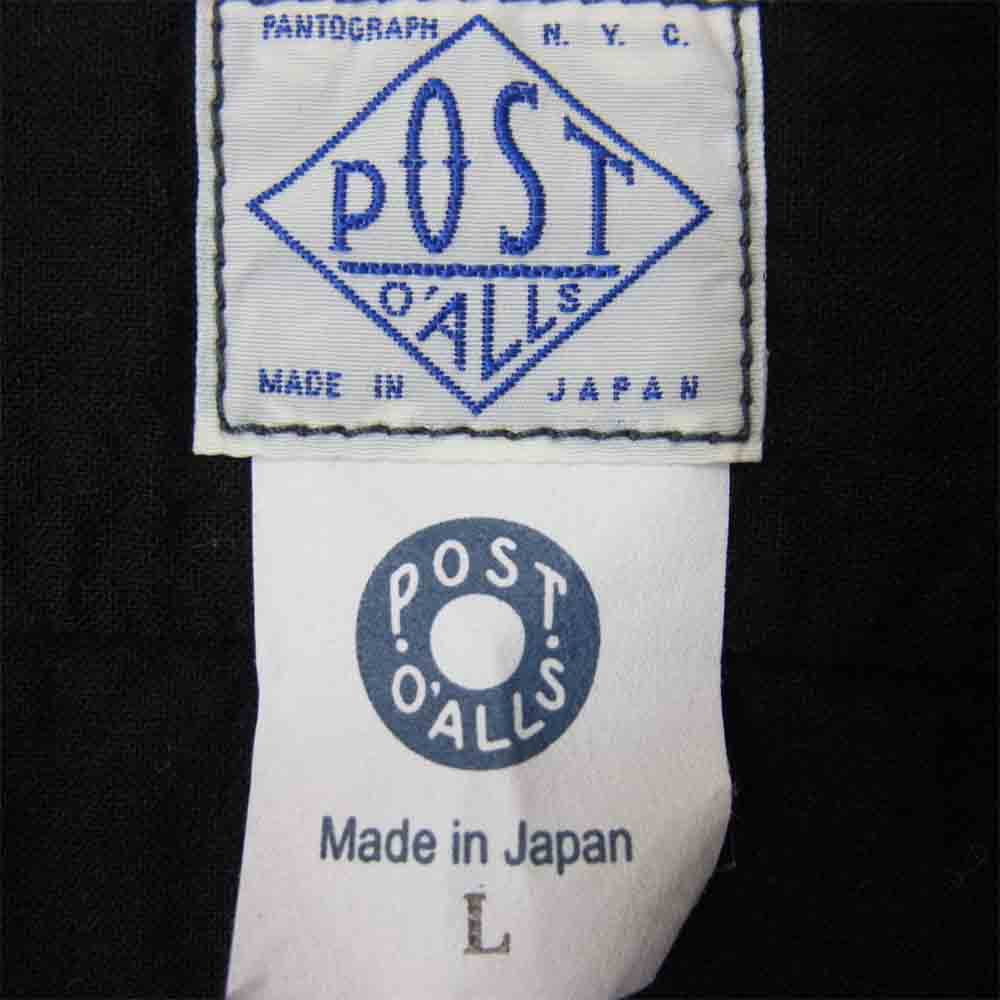 PANTOGRAPH N. Y. C.
POST
O'ALLS
MADE IN JAPAN
POST
O'ALLS
Made in Japan
L